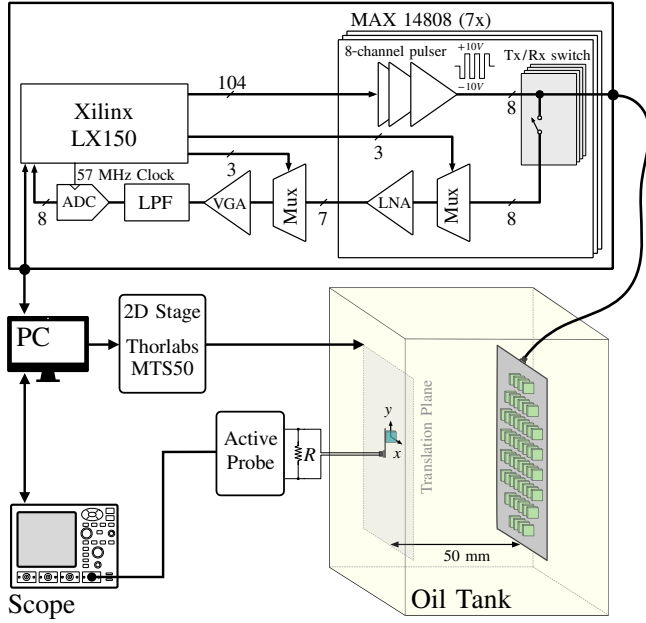 MAX 14808 (7x)
8-channel pulser
+10V
−10V
Tx/Rx switch
104
8
Xilinx
LX150
3
3
57 MHz Clock
8
ADC
LPF
VGA
Mux
7
LNA
Mux
8
PC
2D Stage
Thorlabs
MTS50
Active
Probe
R
y
x
Translation Plane
50 mm
Scope
Oil Tank